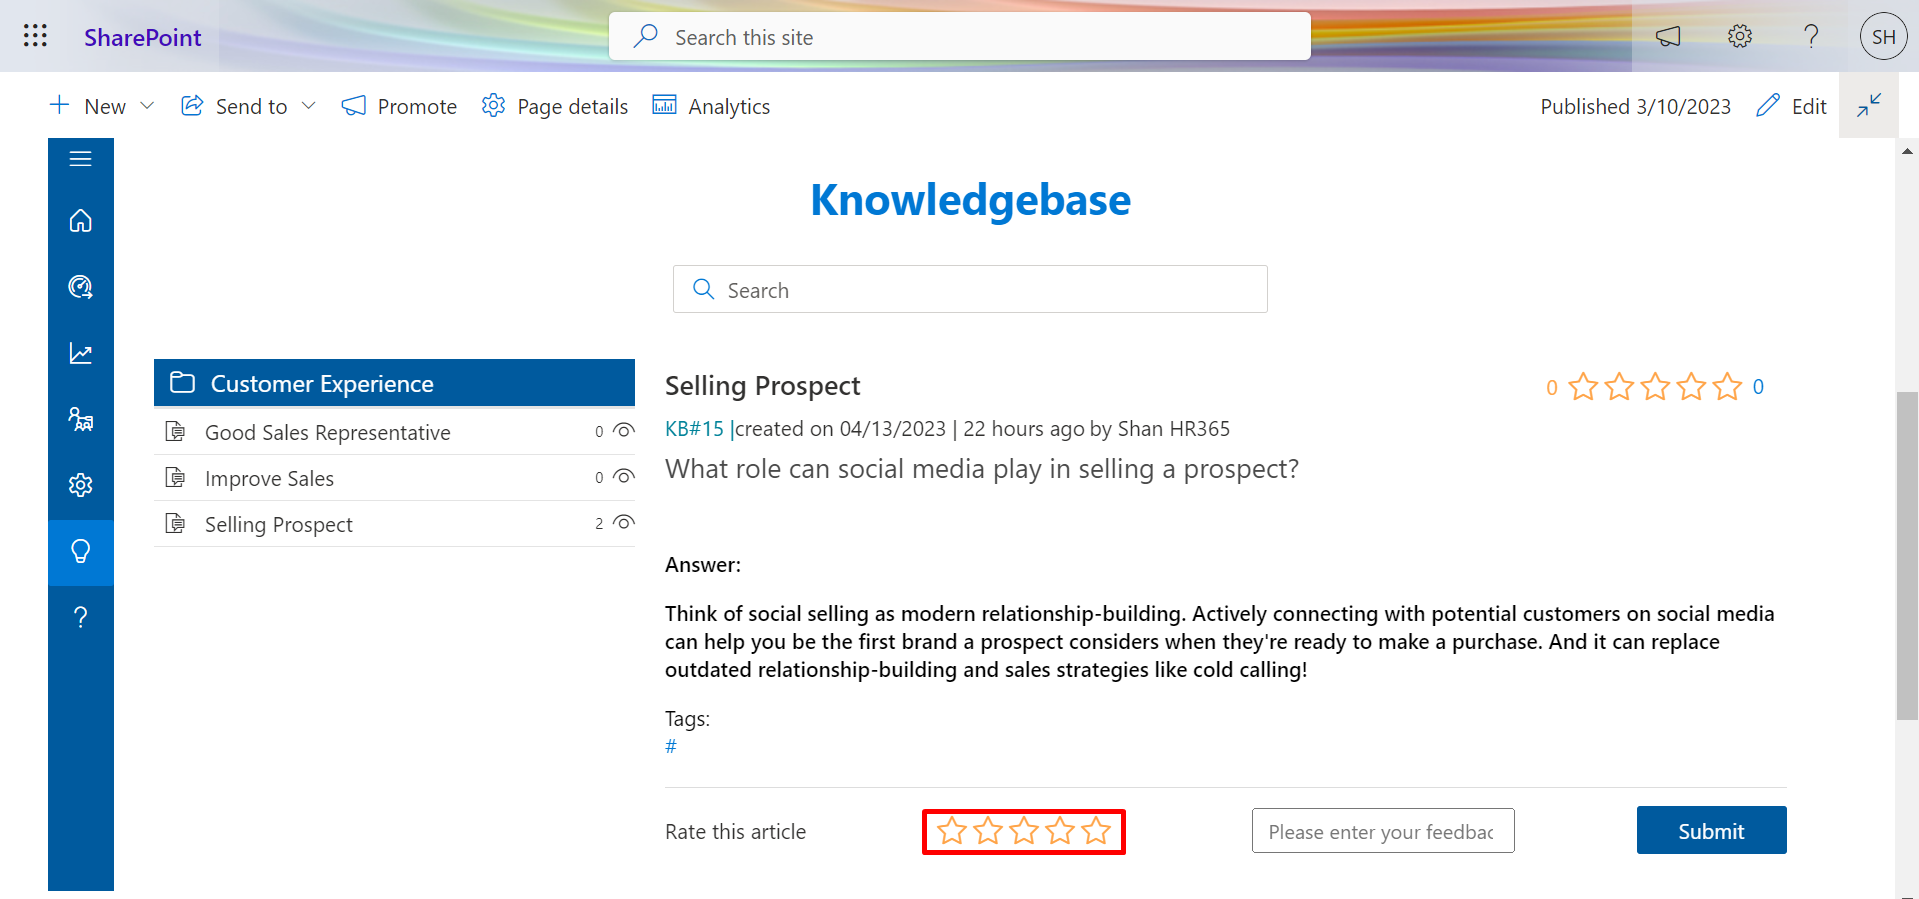 SharePoint
Search this site
SH
New
Send to
Promote
Page details
Analytics
Published 3/10/2023
Edit
Knowledgebase
Search
Customer Experience
Good Sales Representative 0
Improve Sales 0
Selling Prospect 2
Selling Prospect
0 0
KB#15 |created on 04/13/2023 | 22 hours ago by Shan HR365
What role can social media play in selling a prospect?
Answer:
Think of social selling as modern relationship-building. Actively connecting with potential customers on social media
can help you be the first brand a prospect considers when they're ready to make a purchase. And it can replace
outdated relationship-building and sales strategies like cold calling!
Tags:
#
Rate this article
Please enter your feedbac
Submit